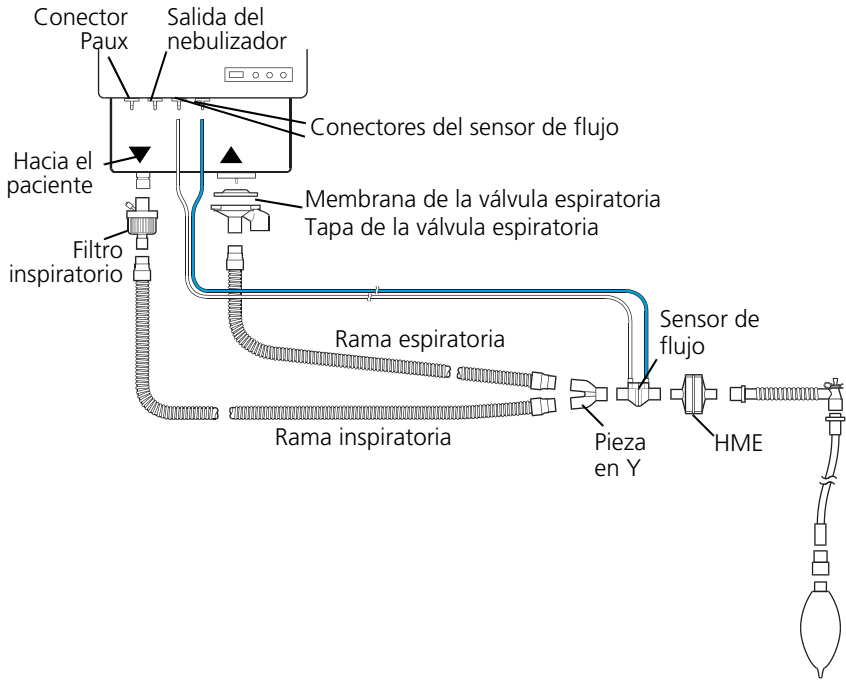 Conector
Paux
Salida del
nebulizador
Conectores del sensor de flujo
Hacia el
paciente
Membrana de la válvula espiratoria
Tapa de la válvula espiratoria
Filtro
inspiratorio
Sensor de
flujo
Rama espiratoria
Rama inspiratoria
Pieza
en Y
HME